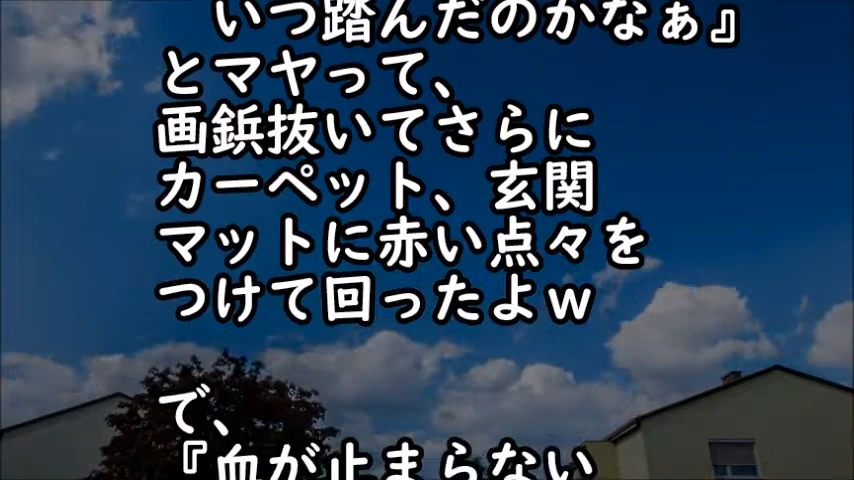 いつ踏んだのかなぁ』
とマヤって、
画鋲抜いてさらに
カーペット、玄関
マットに赤い点々を
つけて回ったよｗ
で、
『血が止まらない